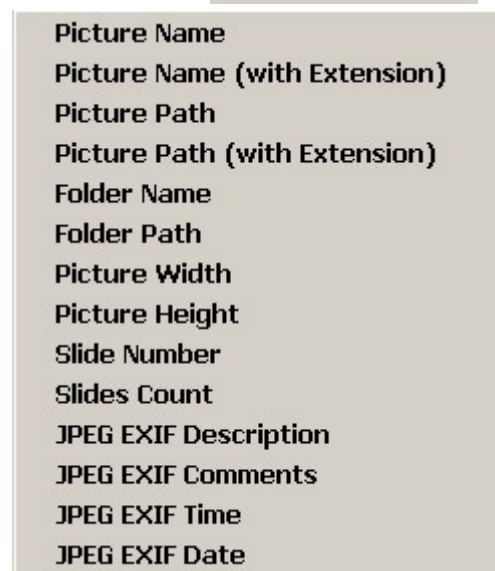 Picture Name
Picture Name (with Extension)
Picture Path
Picture Path (with Extension)
Folder Name
Folder Path
Picture Width
Picture Height
Slide Number
Slides Count
JPEG EXIF Description
JPEG EXIF Comments
JPEG EXIF Time
JPEG EXIF Date